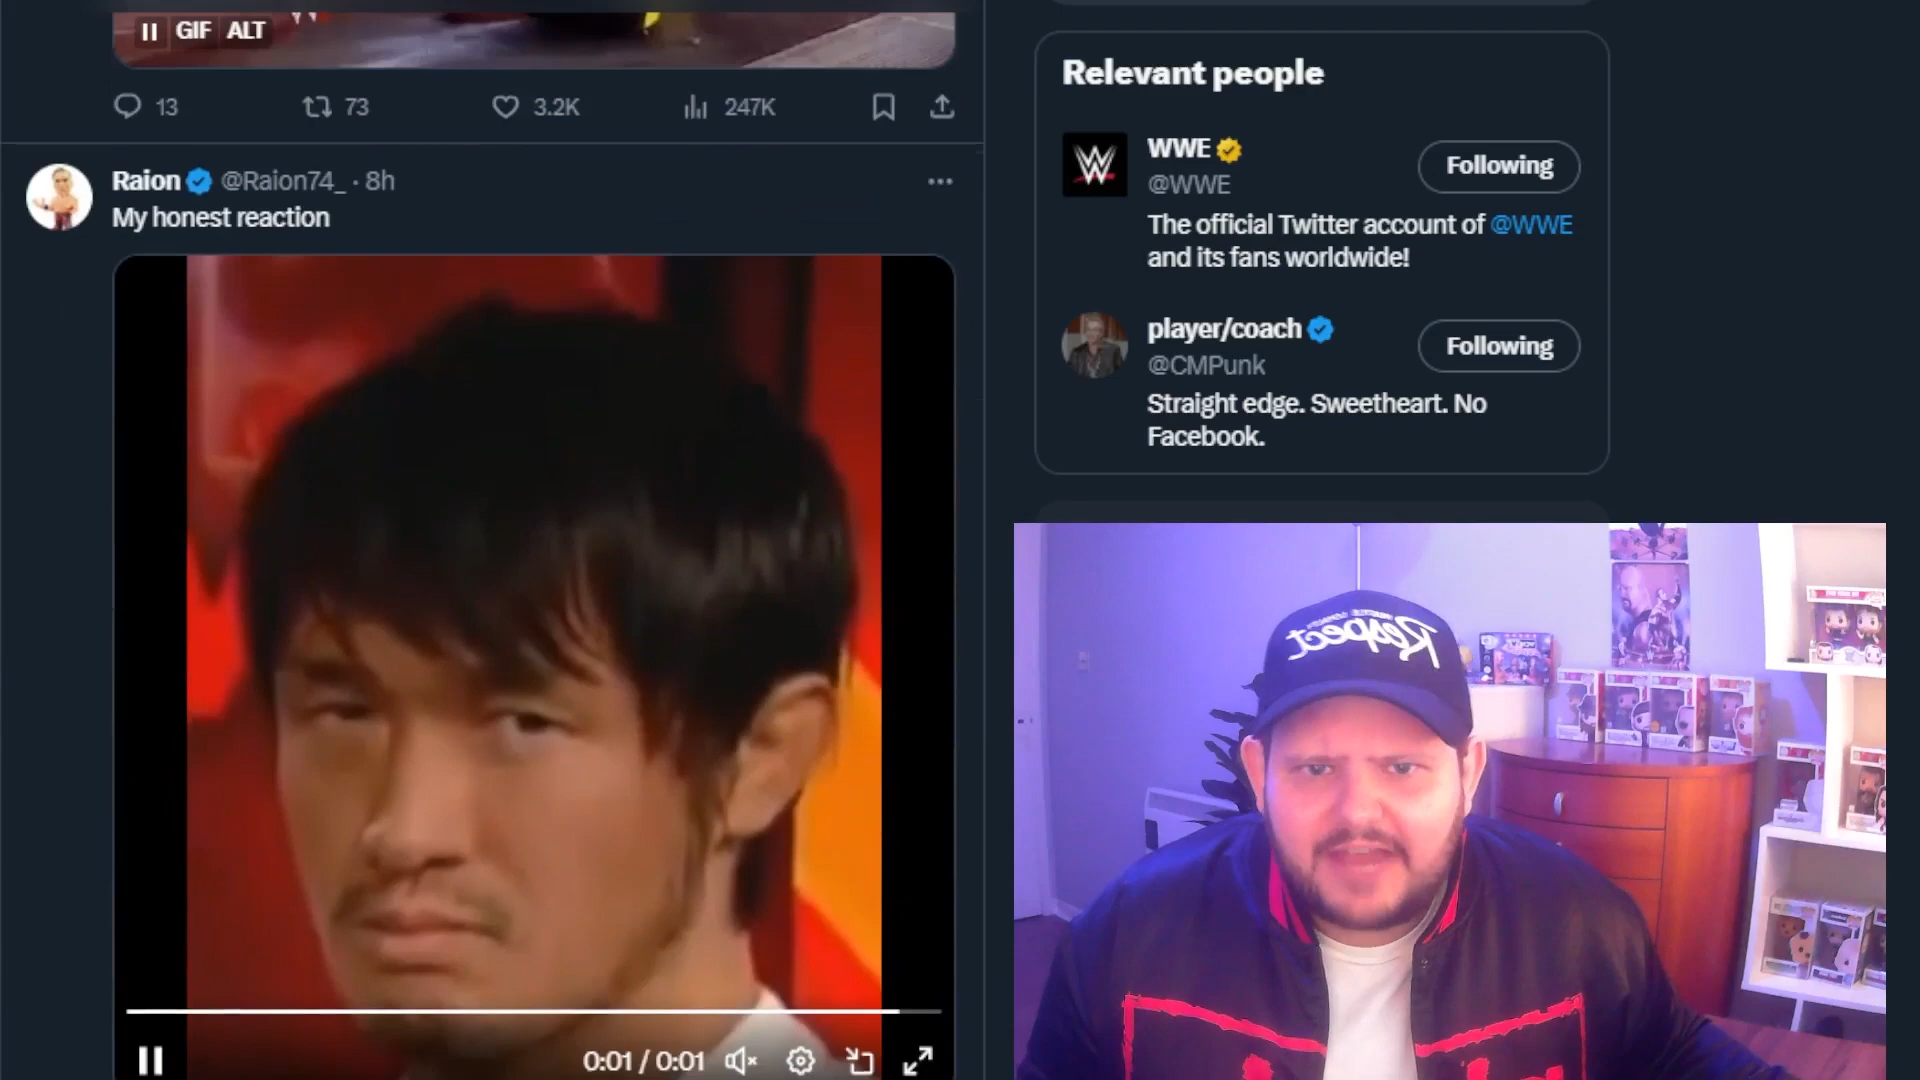 GIF ALT
13 73 3.2K 247K
Raion @Raion74_ · 8h
My honest reaction
0:01 / 0:01
Relevant people
WWE
@WWE
Following
The official Twitter account of @WWE
and its fans worldwide!
player/coach
@CMPunk
Following
Straight edge. Sweetheart. No
Facebook.
Respect